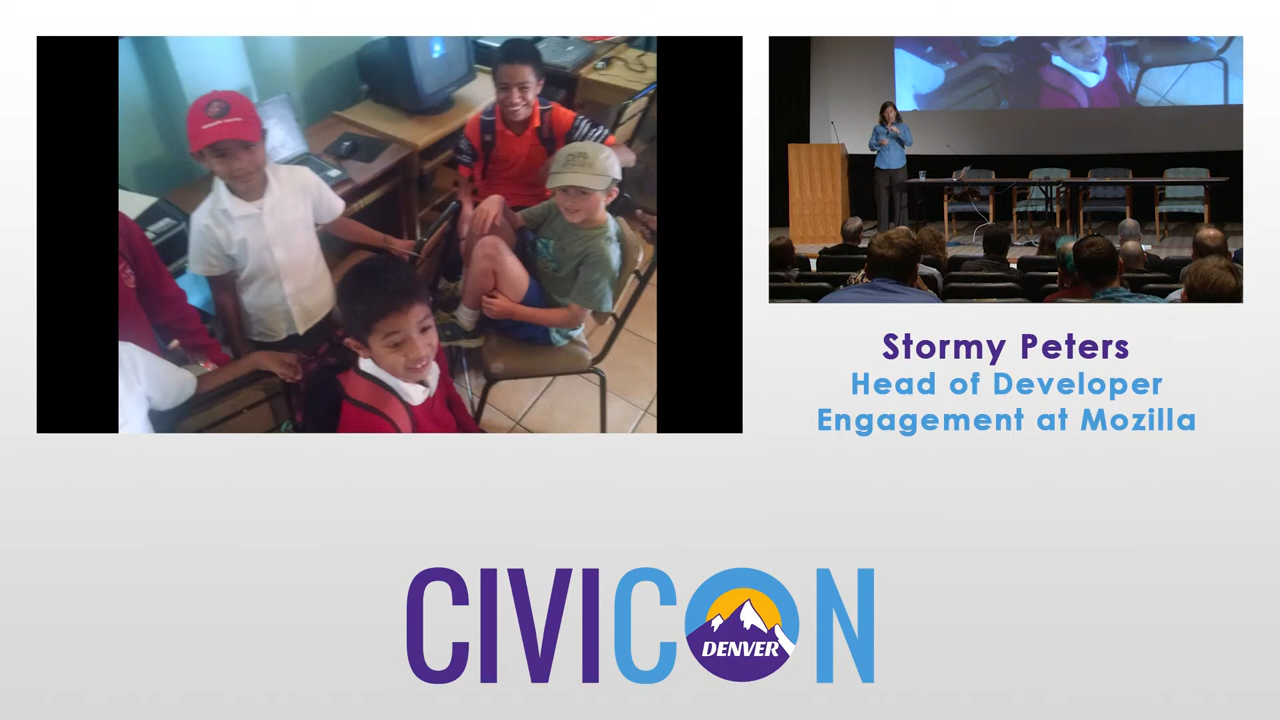 Stormy Peters
Head of Developer
Engagement at Mozilla
CIVICON
DENVER